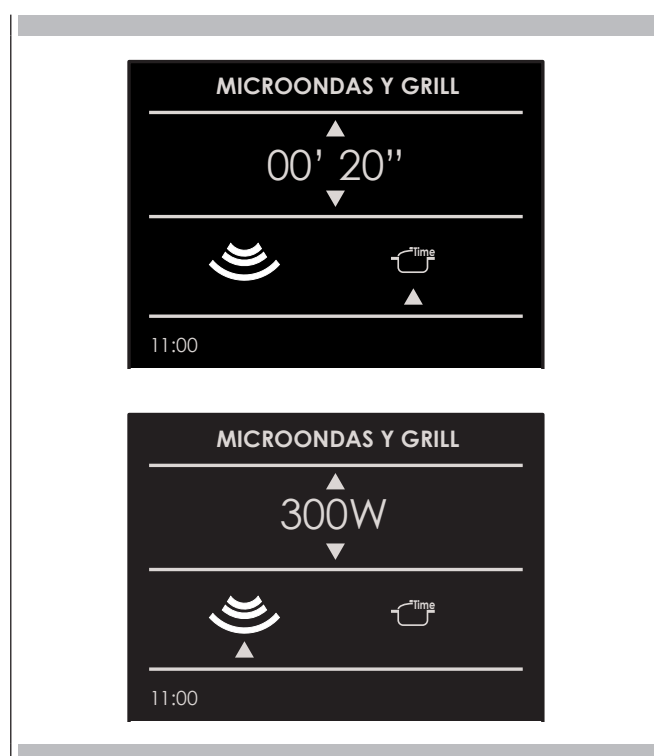 MICROONDAS Y GRILL
00’ 20’’
Time
11:00
MICROONDAS Y GRILL
300W
Time
11:00